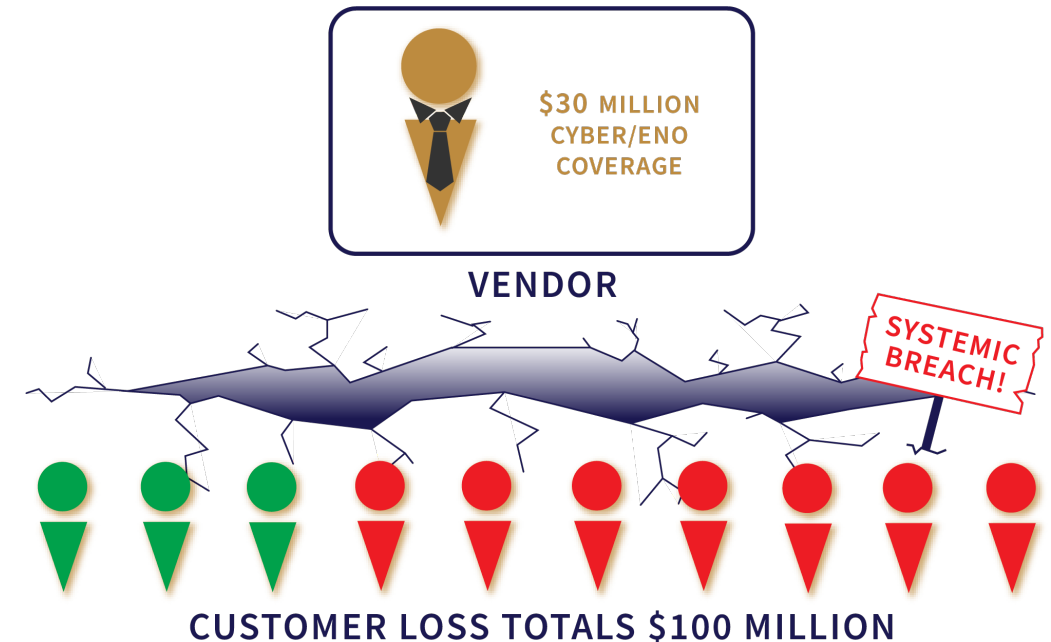 $30 MILLION
CYBER/ENO
COVERAGE
VENDOR
SYSTEMIC
BREACH!
CUSTOMER LOSS TOTALS $100 MILLION